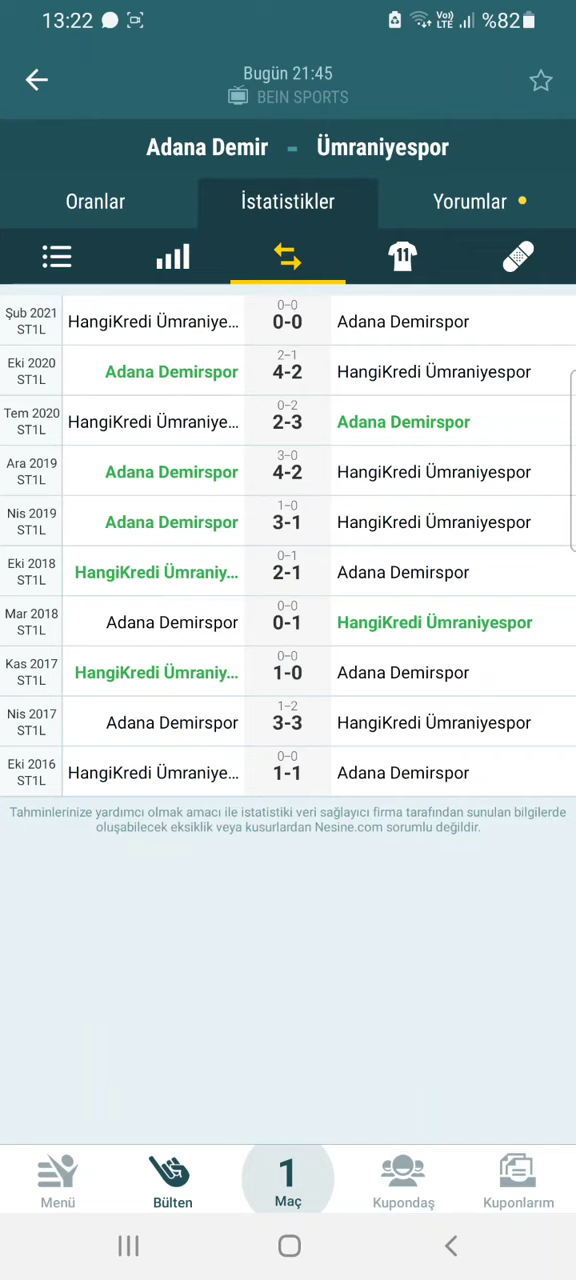 13:22 Vo) LTE %82
Bugün 21:45
BEIN SPORTS
Adana Demir - Ümraniyespor
Oranlar İstatistikler Yorumlar
11
Şub 2021 ST1L HangiKredi Ümraniye... 0-0 0-0 Adana Demirspor
Eki 2020 ST1L Adana Demirspor 2-1 4-2 HangiKredi Ümraniyespor
Tem 2020 ST1L HangiKredi Ümraniye... 0-2 2-3 Adana Demirspor
Ara 2019 ST1L Adana Demirspor 3-0 4-2 HangiKredi Ümraniyespor
Nis 2019 ST1L Adana Demirspor 1-0 3-1 HangiKredi Ümraniyespor
Eki 2018 ST1L HangiKredi Ümraniy... 0-1 2-1 Adana Demirspor
Mar 2018 ST1L Adana Demirspor 0-0 0-1 HangiKredi Ümraniyespor
Kas 2017 ST1L HangiKredi Ümraniy... 0-0 1-0 Adana Demirspor
Nis 2017 ST1L Adana Demirspor 1-2 3-3 HangiKredi Ümraniyespor
Eki 2016 ST1L HangiKredi Ümraniye... 0-0 1-1 Adana Demirspor
Tahminlerinize yardımcı olmak amacı ile istatistiki veri sağlayıcı firma tarafından sunulan bilgilerde
oluşabilecek eksiklik veya kusurlardan Nesine.com sorumlu değildir.
1
Menü Bülten Maç Kupondaş Kuponlarım